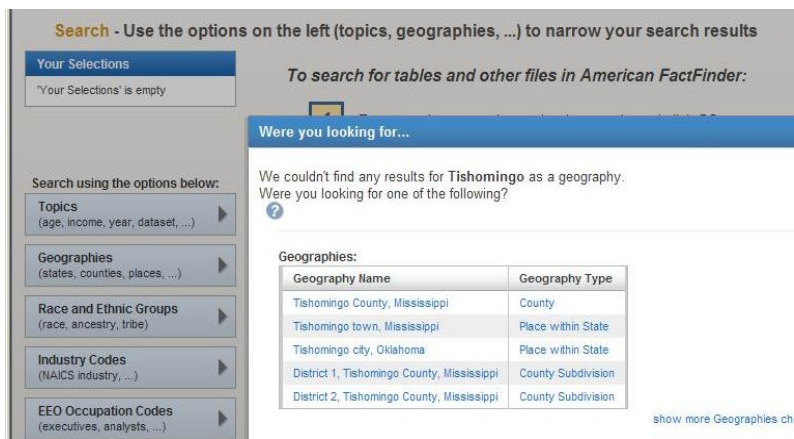 Search - Use the options on the left (topics, geographies, ...) to narrow your search results
Your Selections
'Your Selections' is empty
To search for tables and other files in American FactFinder:
Were you looking for...
We couldn't find any results for Tishomingo as a geography.
Were you looking for one of the following?
?
Search using the options below:
Topics
(age, income, year, dataset, ...)
Geographies
(states, counties, places, ...)
Race and Ethnic Groups
(race, ancestry, tribe)
Industry Codes
(NAICS industry, ...)
EEO Occupation Codes
(executives, analysts, ...)
Geographies:
Geography Name Geography Type
Tishomingo County, Mississippi County
Tishomingo town, Mississippi Place within State
Tishomingo city, Oklahoma Place within State
District 1, Tishomingo County, Mississippi County Subdivision
District 2, Tishomingo County, Mississippi County Subdivision
show more Geographies ch